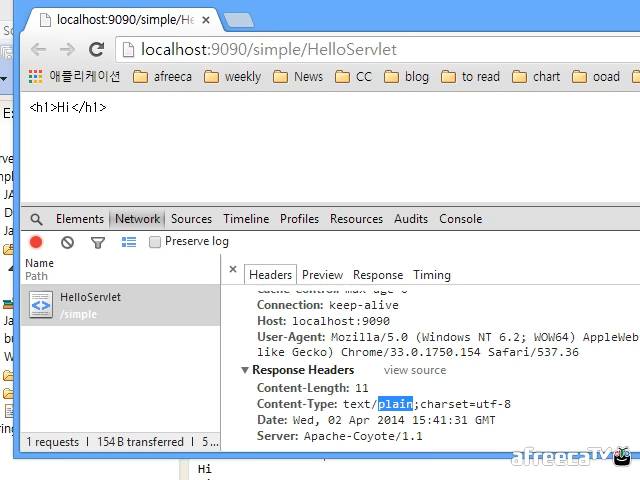 localhost:9090/simple/He
localhost:9090/simple/HelloServlet
애플리케이션 afreeca weekly News CC blog to read chart ooad
<h1>Hi</h1>
Elements Network Sources Timeline Profiles Resources Audits Console
Preserve log
Name
Path
HelloServlet
/simple
Headers Preview Response Timing
Connection: keep-alive
Host: localhost:9090
User-Agent: Mozilla/5.0 (Windows NT 6.2; WOW64) AppleWeb
like Gecko) Chrome/33.0.1750.154 Safari/537.36
Response Headers view source
Content-Length: 11
Content-Type: text/plain;charset=utf-8
Date: Wed, 02 Apr 2014 15:41:31 GMT
Server: Apache-Coyote/1.1
1 requests | 154 B transferred | 5...
afreecaTV
Hi